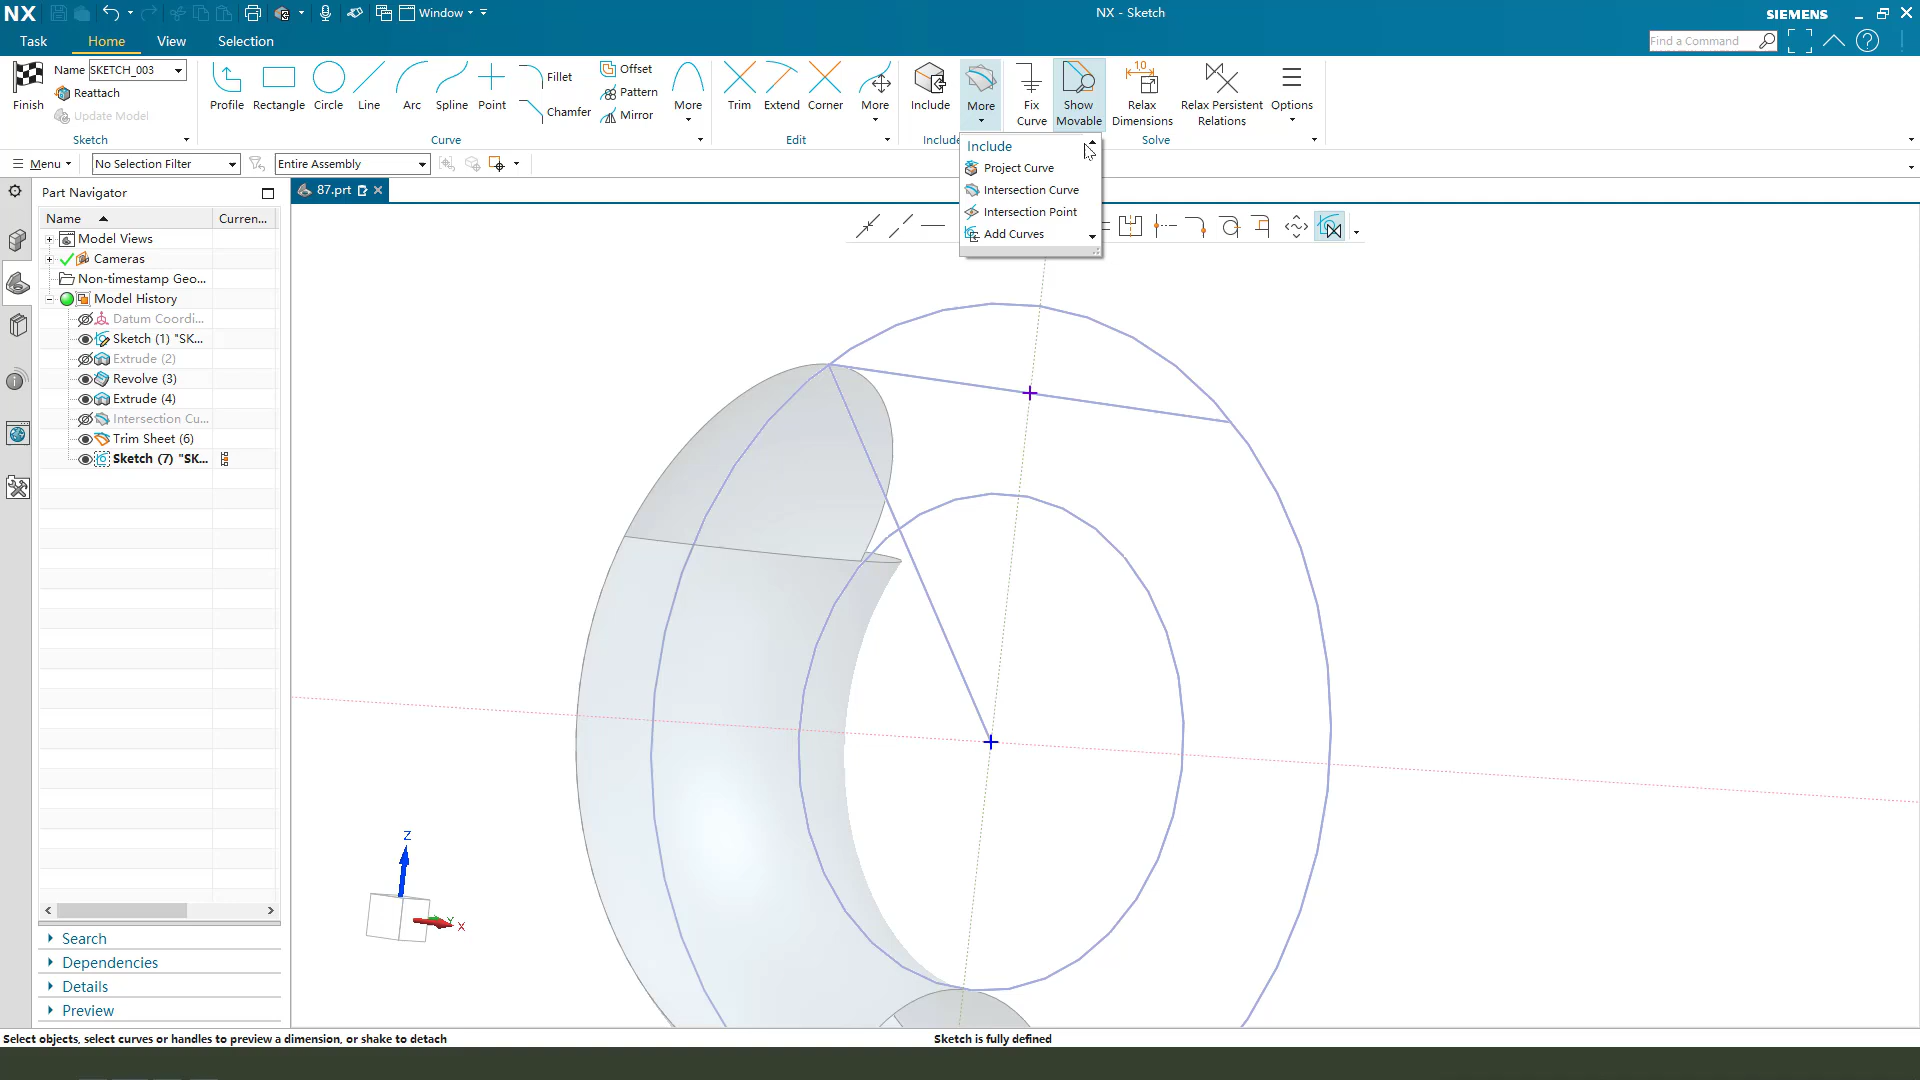 NX
Window
NX - Sketch
SIEMENS
Task
Home
View
Selection
Find a Command
Finish
Name SKETCH_003
Reattach
Update Model
Profile
Rectangle
Circle
Line
Arc
Spline
Point
Fillet
Chamfer
Offset
Pattern
Mirror
More
Trim
Extend
Corner
More
Include
More
Fix
Curve
Show
Movable
1.0
Relax
Dimensions
Relax Persistent
Relations
Options
Sketch
Curve
Edit
Include
Solve
Menu
No Selection Filter
Entire Assembly
Include
Project Curve
Intersection Curve
Intersection Point
Add Curves
Part Navigator
87.prt
Name
Curren...
Model Views
Cameras
Non-timestamp Geo...
Model History
Datum Coordi...
Sketch (1) "SK...
Extrude (2)
Revolve (3)
Extrude (4)
Intersection Cu...
Trim Sheet (6)
Sketch (7) "SK...
Z
Y
X
Search
Dependencies
Details
Preview
Select objects, select curves or handles to preview a dimension, or shake to detach
Sketch is fully defined